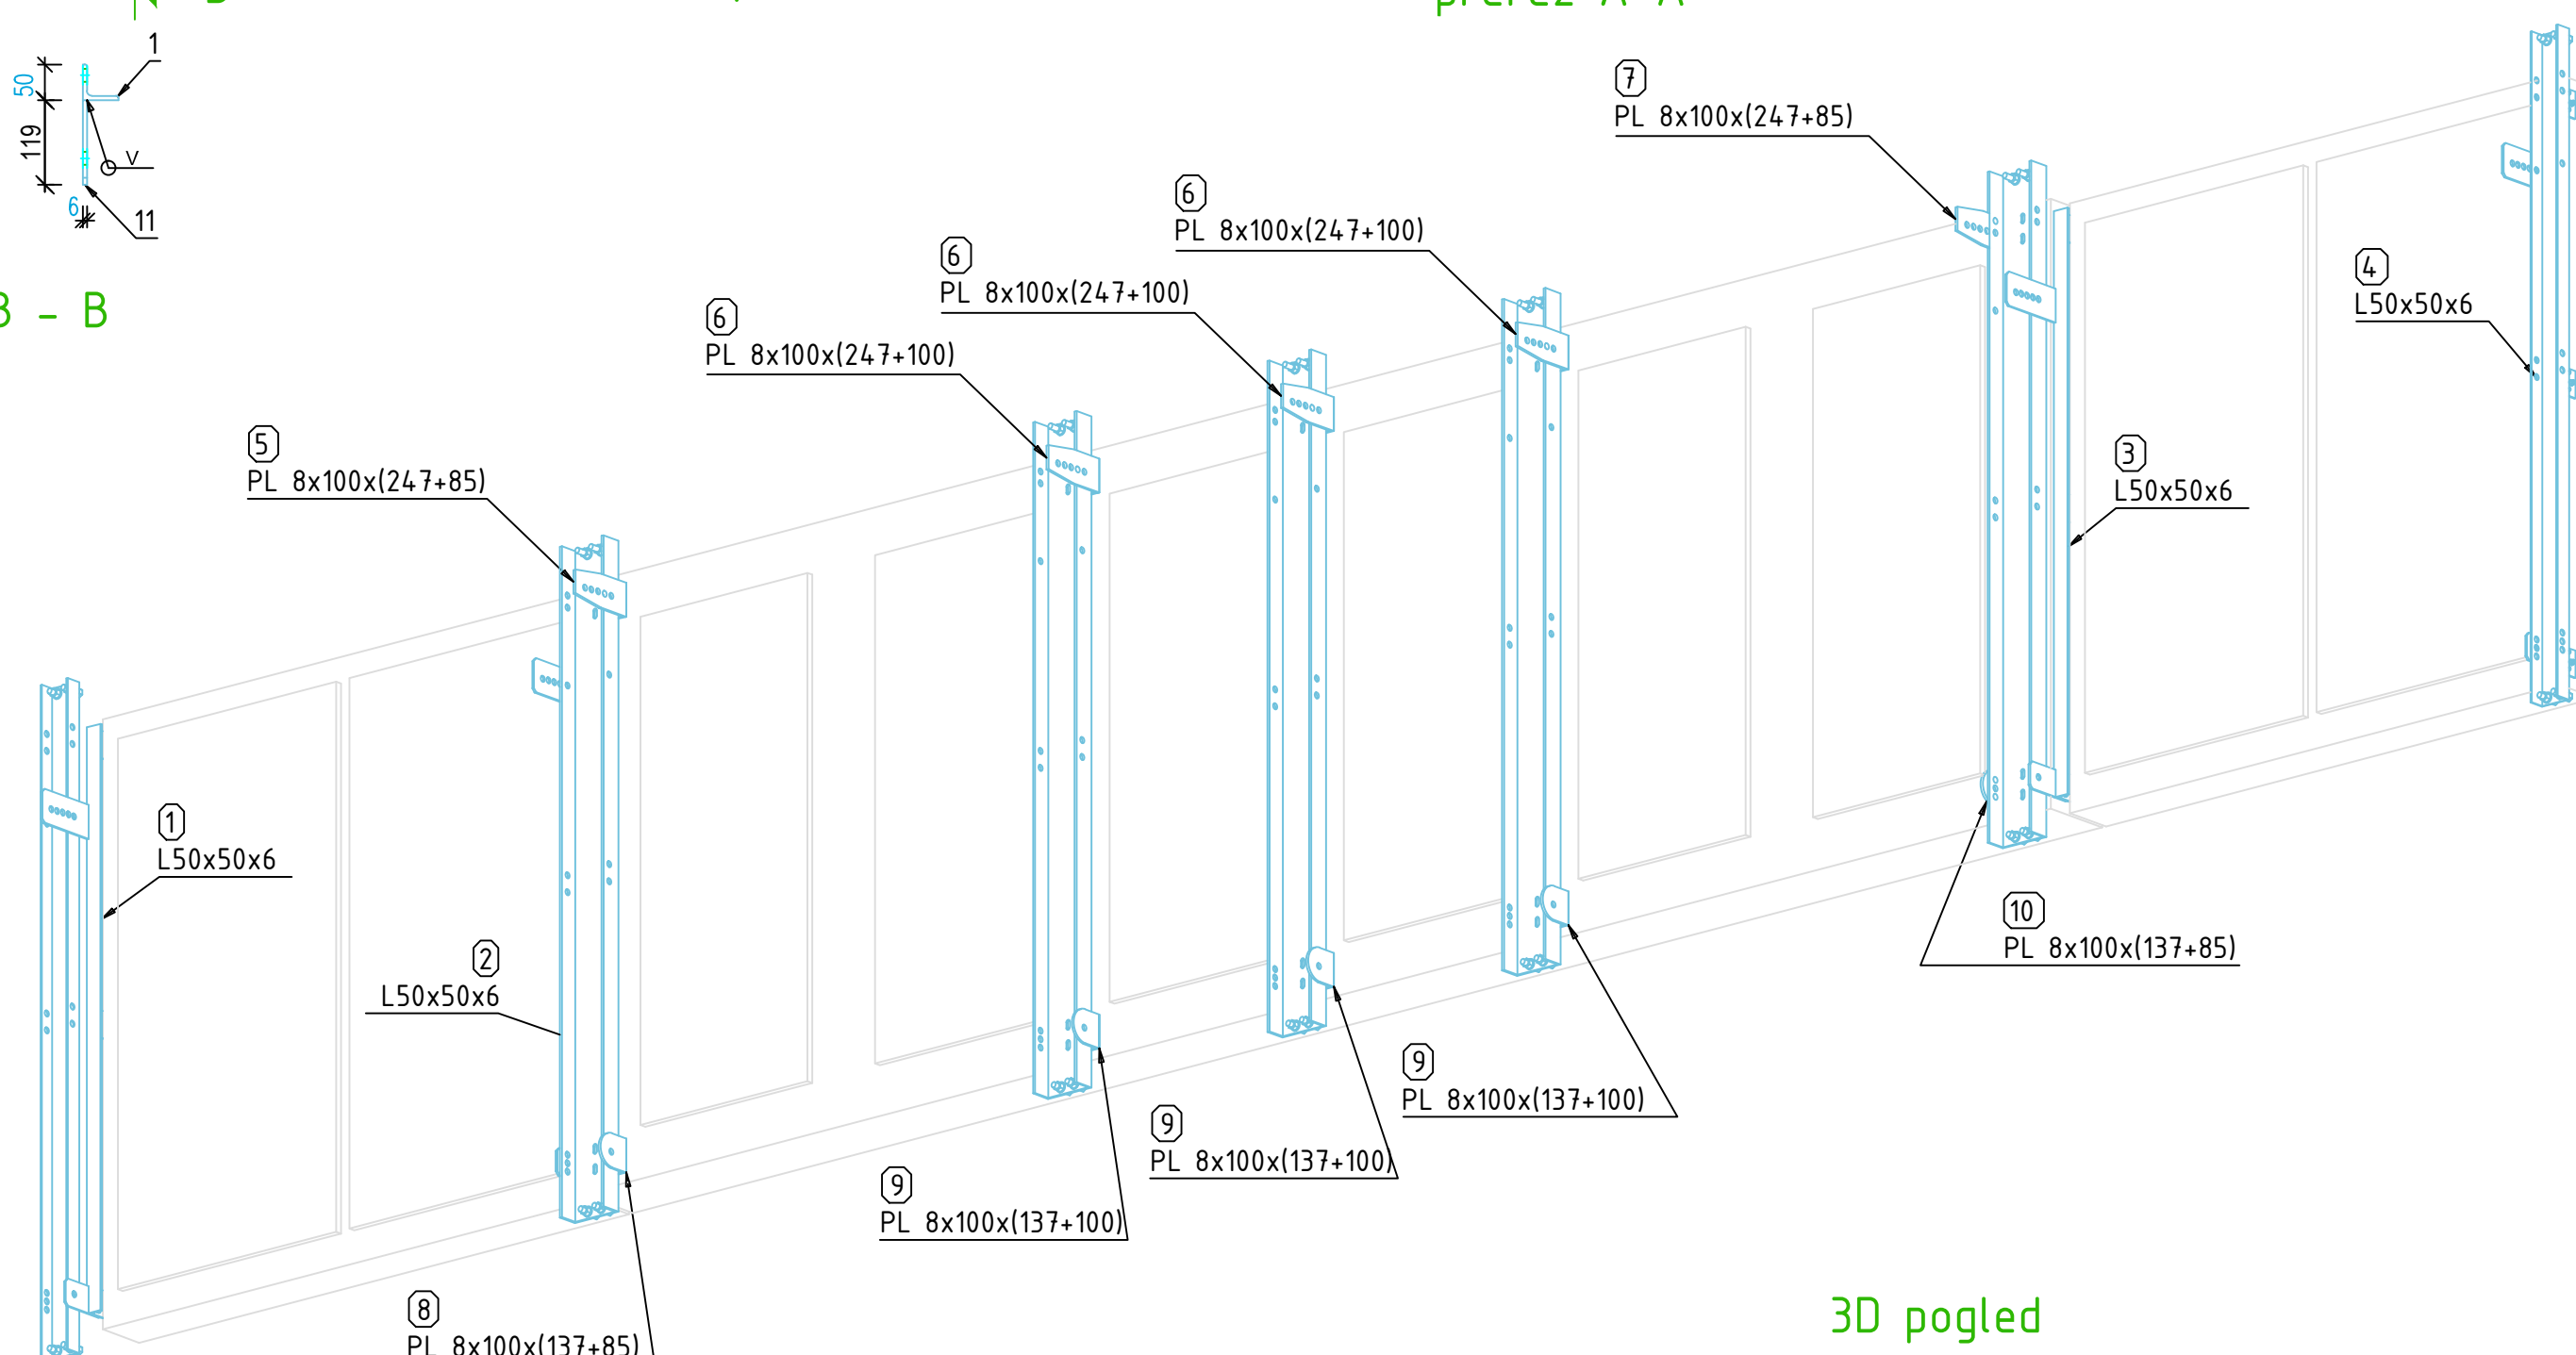 1
50
119
V
6
11
B - B
7
PL 8x100x(247+85)
6
PL 8x100x(247+100)
6
PL 8x100x(247+100)
6
PL 8x100x(247+100)
5
PL 8x100x(247+85)
4
L50x50x6
3
L50x50x6
1
L50x50x6
2
L50x50x6
10
PL 8x100x(137+85)
9
PL 8x100x(137+100)
9
PL 8x100x(137+100)
9
PL 8x100x(137+100)
8
PL 8x100x(137+85)
3D pogled